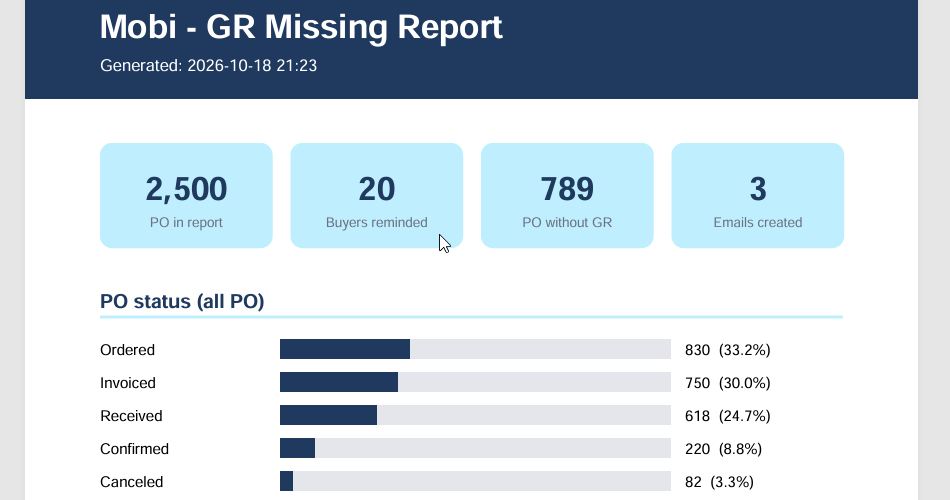 Mobi - GR Missing Report
Generated: 2026-10-18 21:23
2,500
PO in report
20
Buyers reminded
789
PO without GR
3
Emails created
PO status (all PO)
Ordered 830 (33.2%)
Invoiced 750 (30.0%)
Received 618 (24.7%)
Confirmed 220 (8.8%)
Canceled 82 (3.3%)